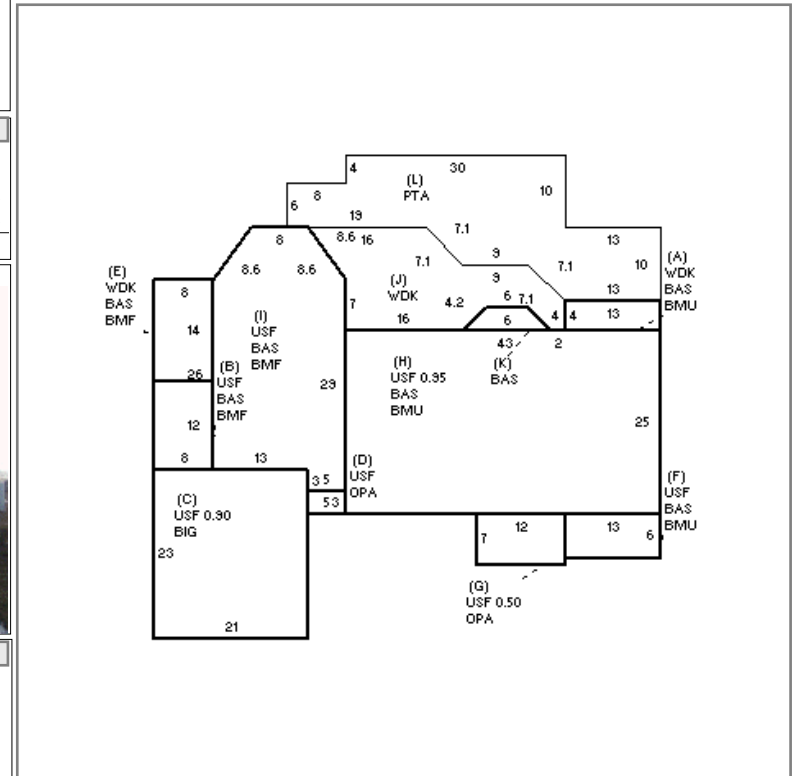 4
30
(L)
PTA
10
8
6
19
8
8.6 16
7.1
13
(A)
WDK
BAS
BMU
10
13
13
4
4
8.6
8.6
7.1
9
9
7.1
(J)
WDK
4.2
6
7.1
6
16
7
(E)
WDK
BAS
BMF
8
14
26
(I)
USF
BAS
BMF
(B)
USF
BAS
BMF
12
8
13
29
(H)
USF 0.95
BAS
BMU
43
2
(K)
BAS
25
(D)
USF
OPA
3 5
5 3
(C)
USF 0.90
BIG
23
21
12
7
13
6
(F)
USF
BAS
BMU
(G)
USF 0.50
OPA